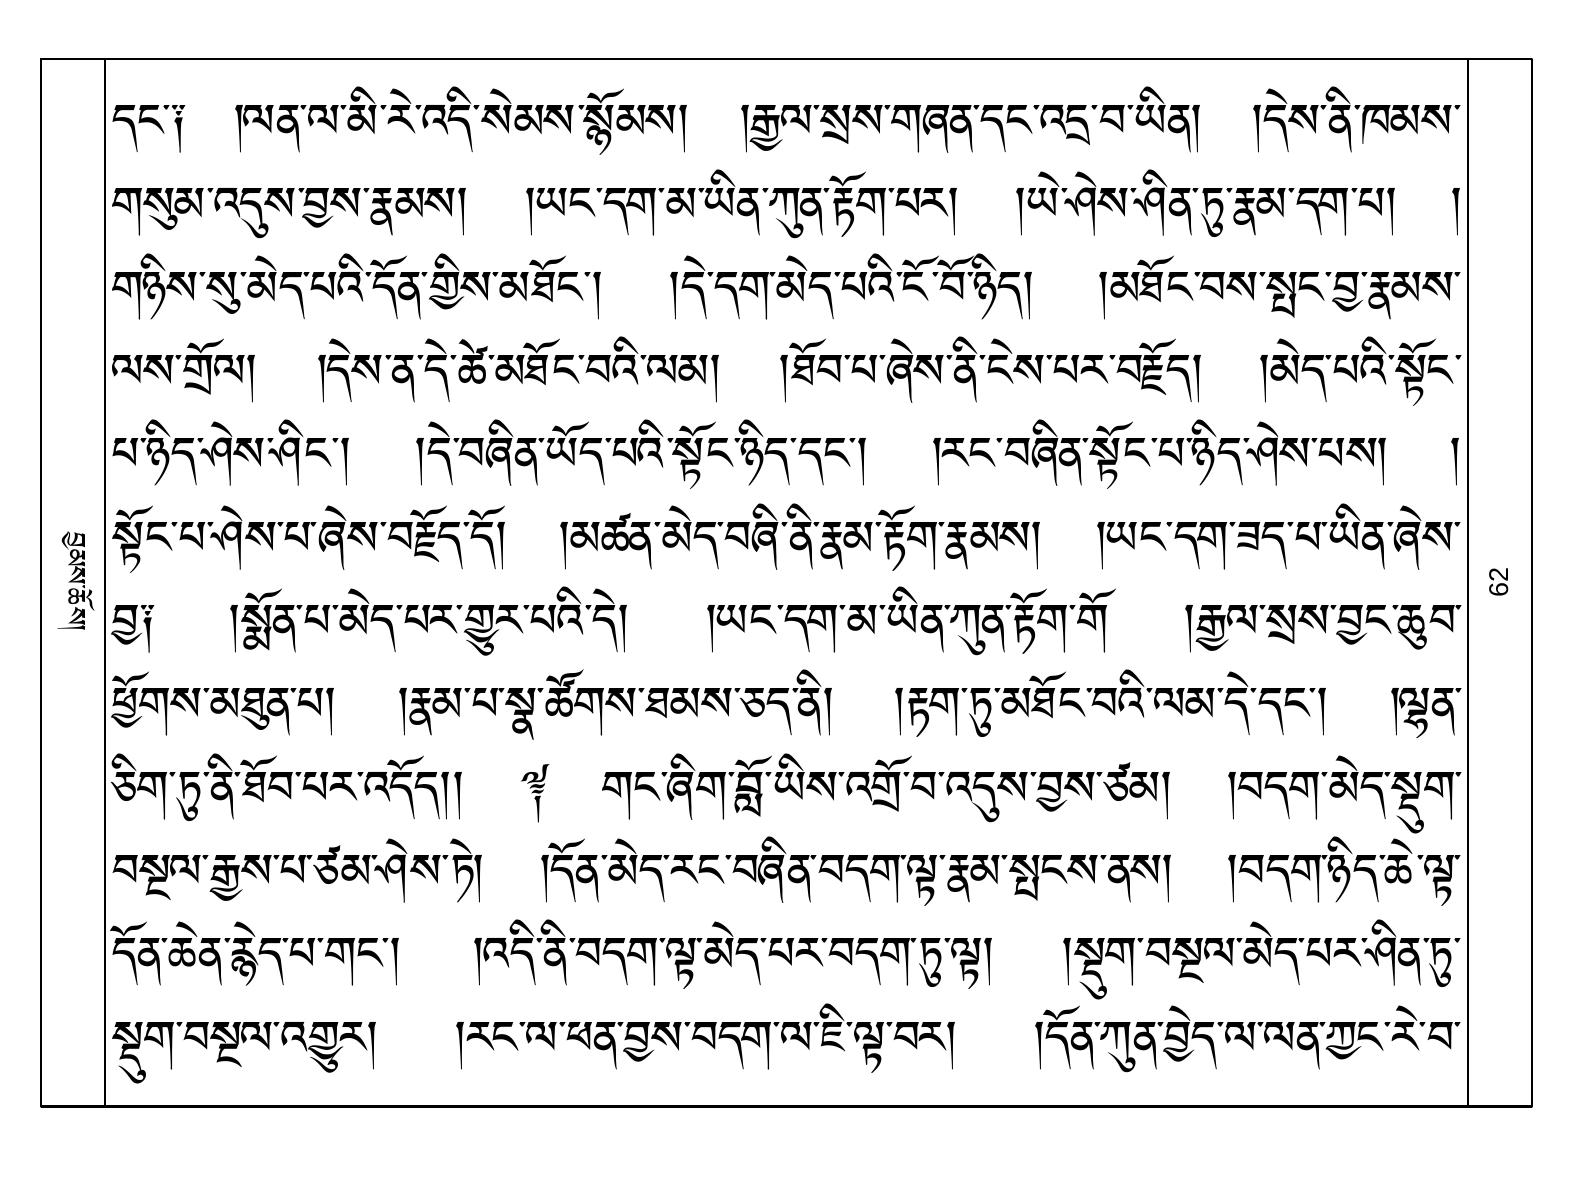 དང་༑ །ལན་ལ་མི་རེ་འདི་སེམས་སྙོམས། །རྒྱལ་སྲས་གཞན་དང་འདྲ་བ་ཡིན། །དེས་ནི་ཁམས་
གསུམ་འདུས་བྱས་རྣམས། །ཡང་དག་མ་ཡིན་ཀུན་རྟོག་པར། །ཡེ་ཤེས་ཤིན་ཏུ་རྣམ་དག་པ། །
གཉིས་སུ་མེད་པའི་དོན་གྱིས་མཐོང་། །དེ་དག་མེད་པའི་ངོ་བོ་ཉིད། །མཐོང་བས་སྤང་བྱ་རྣམས་
ལས་གྲོལ། །དེས་ན་དེ་ཚེ་མཐོང་བའི་ལམ། །ཐོབ་པ་ཞེས་ནི་ངེས་པར་བརྗོད། །མེད་པའི་སྟོང་
པ་ཉིད་ཤེས་ཤིང་། །དེ་བཞིན་ཡོད་པའི་སྟོང་ཉིད་དང་། །རང་བཞིན་སྟོང་པ་ཉིད་ཤེས་པས། །
སྟོང་པ་ཤེས་པ་ཞེས་བརྗོད་དོ། །མཚན་མེད་བཞི་ནི་རྣམ་རྟོག་རྣམས། །ཡང་དག་ཟད་པ་ཡིན་ཞེས་
བྱ༑ །སྨོན་པ་མེད་པར་གྱུར་པའི་དེ། །ཡང་དག་མ་ཡིན་ཀུན་རྟོག་གོ །རྒྱལ་སྲས་བྱང་ཆུབ་
ཕྱོགས་མཐུན་པ། །རྣམ་པ་སྣ་ཚོགས་ཐམས་ཅད་ནི། །རྟག་ཏུ་མཐོང་བའི་ལམ་དེ་དང་། །ལྷན་
ཅིག་ཏུ་ནི་ཐོབ་པར་འདོད།། ༈ གང་ཞིག་བློ་ཡིས་འགྲོ་བ་འདུས་བྱས་ཙམ། །བདག་མེད་སྡུག་
བསྔལ་རྒྱས་པ་ཙམ་ཤེས་ཏེ། །དོན་མེད་རང་བཞིན་བདག་ལྟ་རྣམ་སྤངས་ནས། །བདག་ཉིད་ཆེ་ལྟ་
དོན་ཆེན་རྙེད་པ་གང་། །འདི་ནི་བདག་ལྟ་མེད་པར་བདག་ཏུ་ལྟ། །སྡུག་བསྔལ་མེད་པར་ཤིན་ཏུ་
སྡུག་བསྔལ་འགྱུར། །རང་ལ་ཕན་བྱས་བདག་ལ་ཇི་ལྟ་བར། །དོན་ཀུན་བྱེད་ལ་ལན་ཀྱང་རེ་བ་
བྱམས་ཆོས།
62